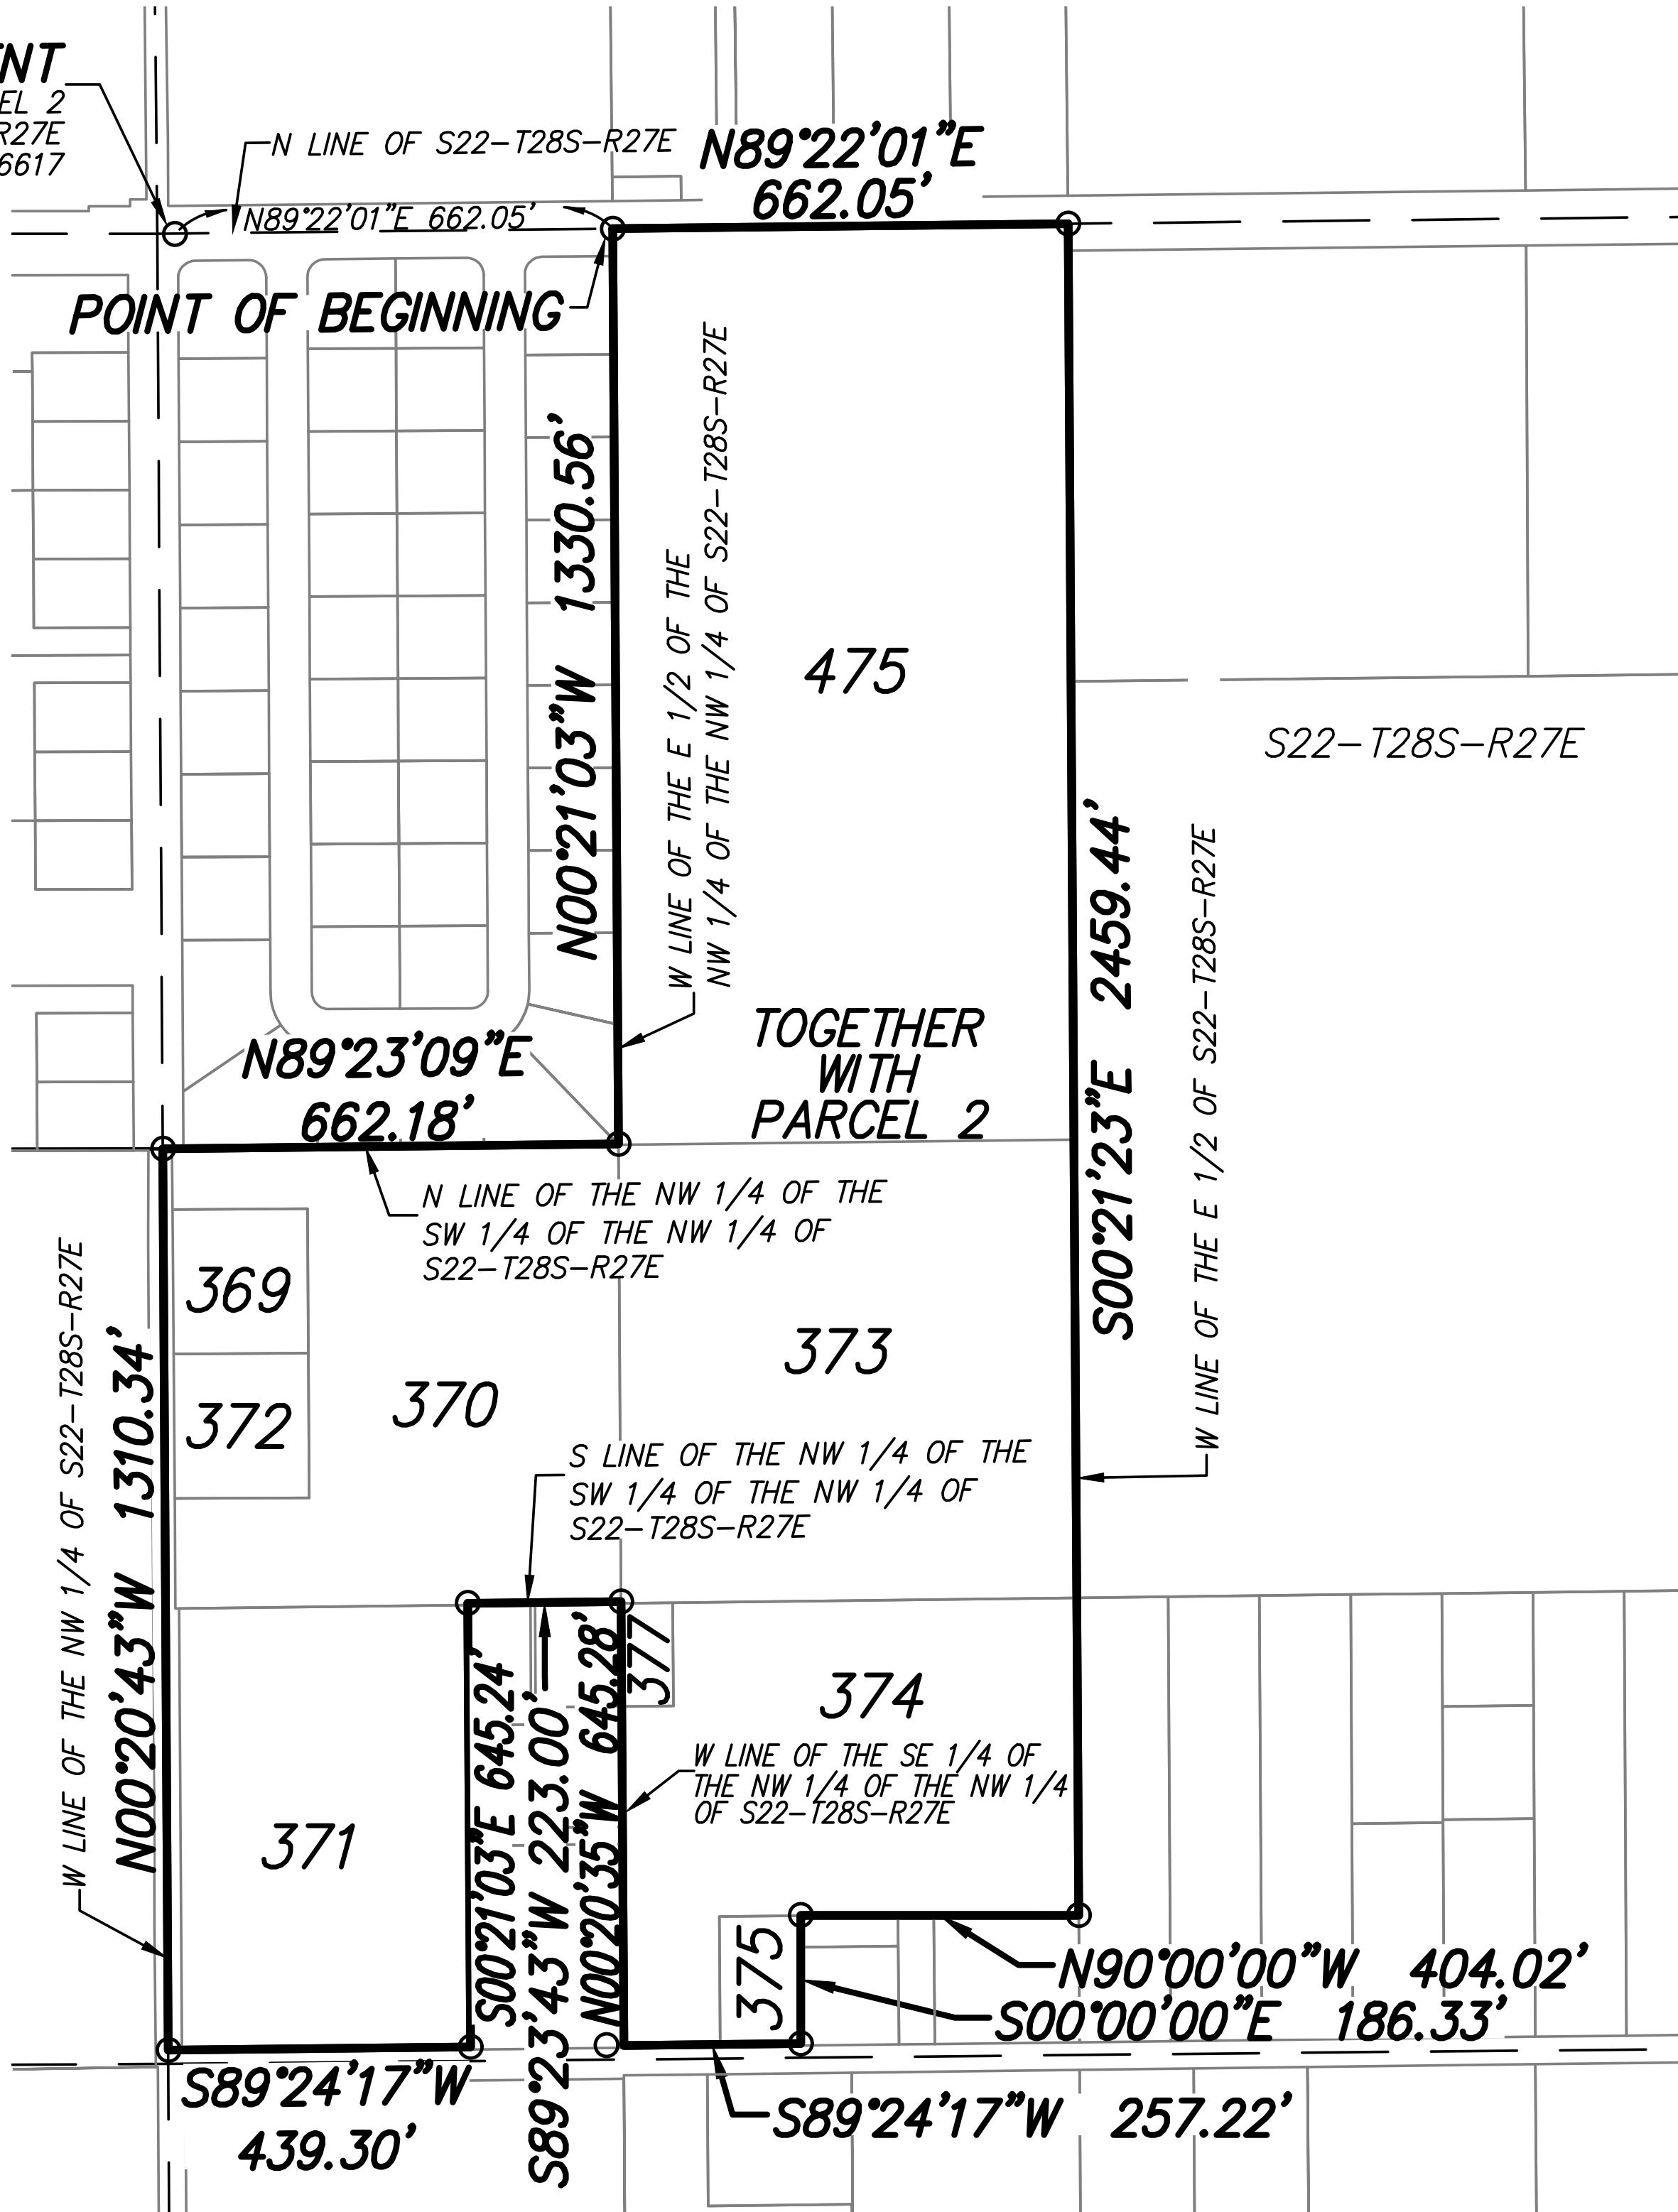 NT
EL 2
R27E
6617
N LINE OF S22-T28S-R27E
N89°22'01"E
662.05'
N89°22'01"E 662.05'
POINT OF BEGINNING
N00°21'03"W 1330.56'
W LINE OF THE E 1/2 OF THE
NW 1/4 OF THE NW 1/4 OF S22-T28S-R27E
475
S22-T28S-R27E
S00°21'23"E 2459.44'
W LINE OF THE E 1/2 OF S22-T28S-R27E
TOGETHER
WITH
PARCEL 2
N89°23'09"E
662.18'
N LINE OF THE NW 1/4 OF THE
SW 1/4 OF THE NW 1/4 OF
S22-T28S-R27E
369
372
370
373
W LINE OF THE NW 1/4 OF S22-T28S-R27E
N00°20'43"W 1310.34'
S LINE OF THE NW 1/4 OF THE
SW 1/4 OF THE NW 1/4 OF
S22-T28S-R27E
371
S00°21'03"E 645.24'
S89°23'43"W 223.00'
N00°20'35"W 645.28'
377
374
W LINE OF THE SE 1/4 OF
THE NW 1/4 OF THE NW 1/4
OF S22-T28S-R27E
375
N90°00'00"W 404.02'
S00°00'00"E 186.33'
S89°24'17"W
439.30'
S89°24'17"W 257.22'